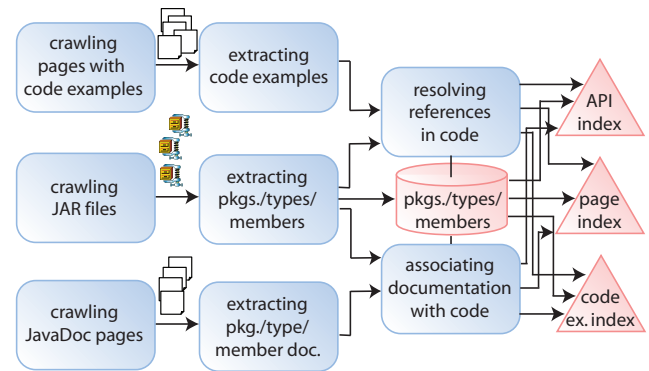 crawling
pages with
code examples
extracting
code examples
resolving
references
in code
API
index
crawling
JAR files
extracting
pkgs./types/
members
pkgs./types/
members
page
index
crawling
JavaDoc pages
extracting
pkg./type/
member doc.
associating
documentation
with code
code
ex. index